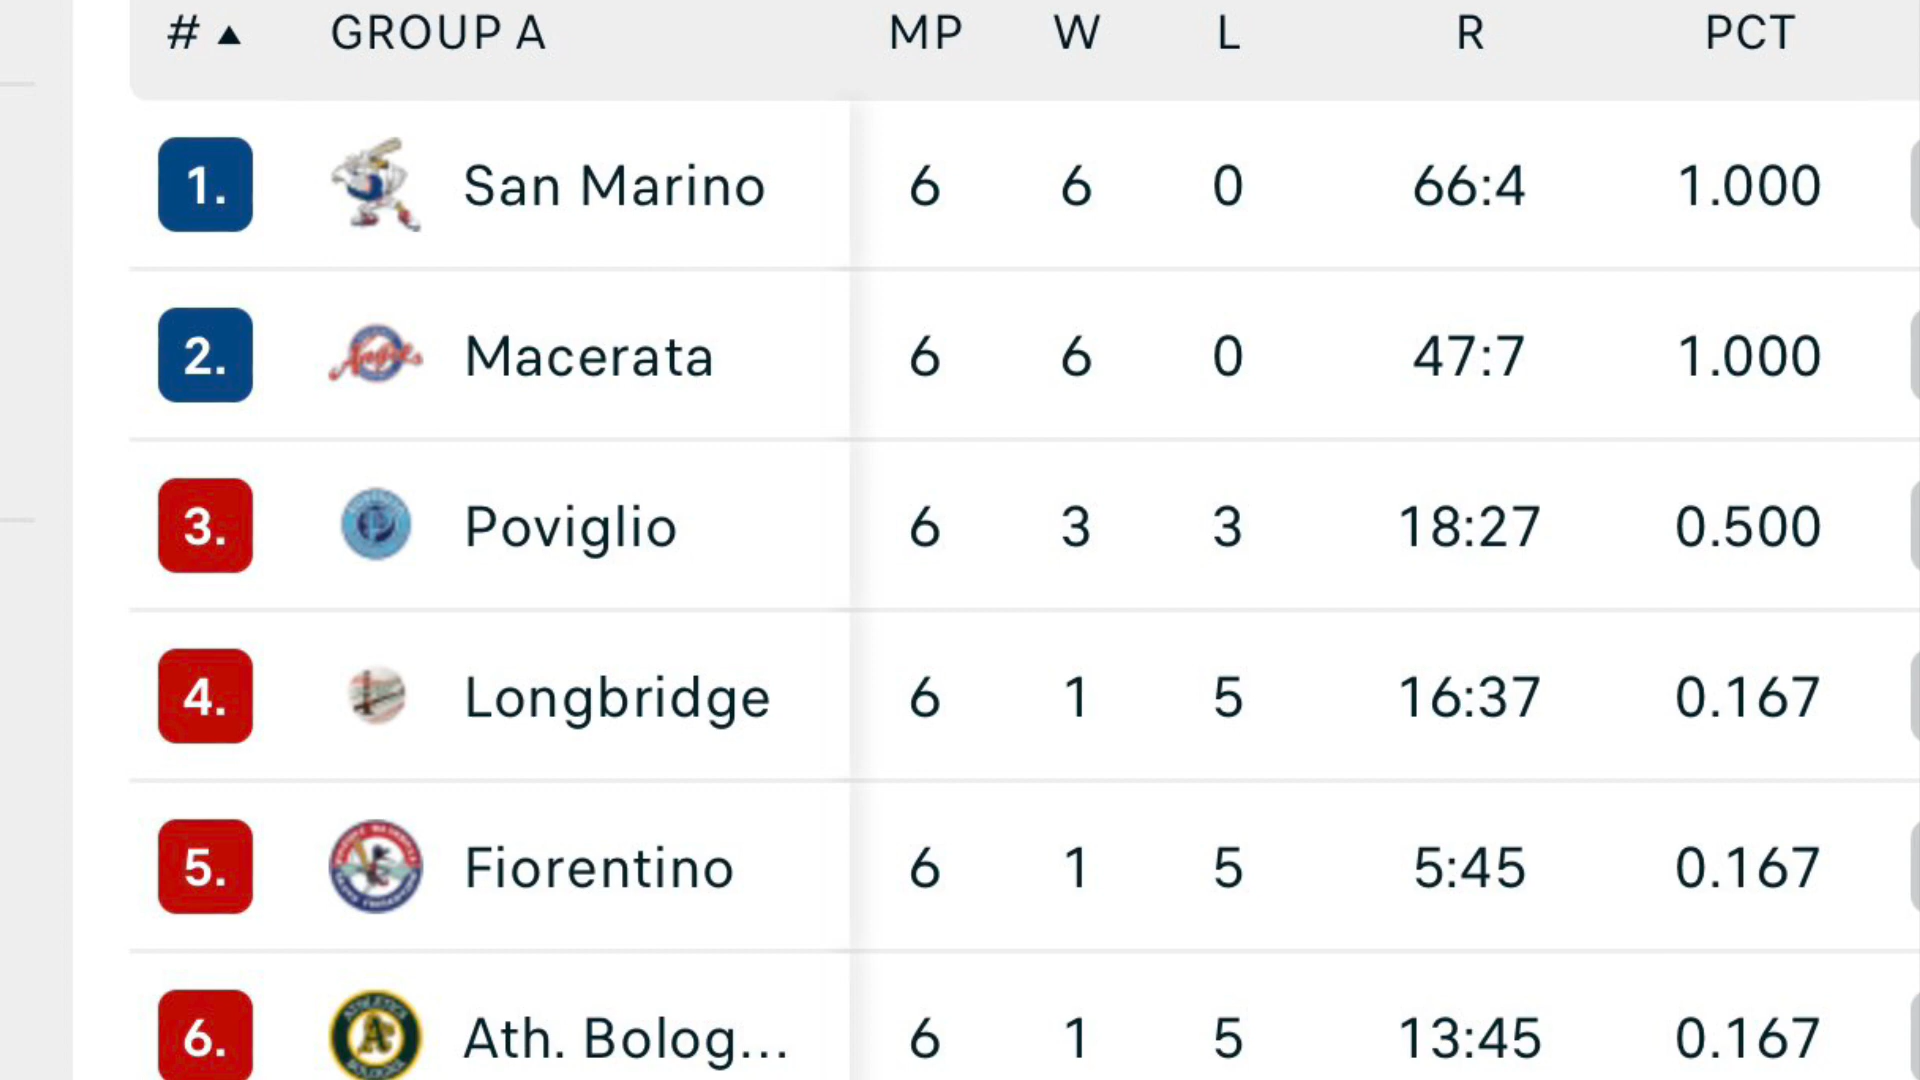 # ▲ GROUP A MP W L R PCT
1. San Marino 6 6 0 66:4 1.000
2. Angels Macerata 6 6 0 47:7 1.000
3. Poviglio 6 3 3 18:27 0.500
4. Longbridge 6 1 5 16:37 0.167
5. Fiorentino 6 1 5 5:45 0.167
6. ATHLETICS A's BOLOGNA Ath. Bolog... 6 1 5 13:45 0.167